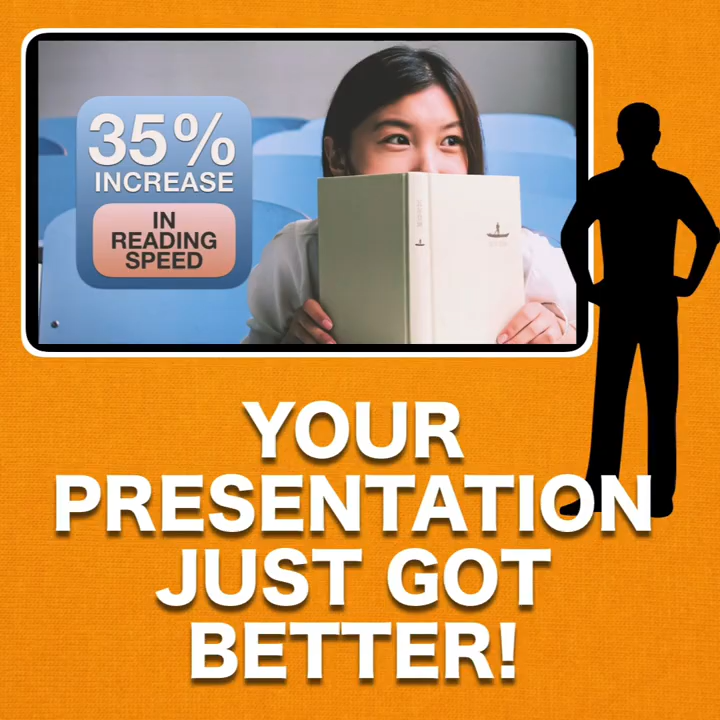 35%
INCREASE
IN
READING
SPEED
YOUR
PRESENTATION
JUST GOT
BETTER!